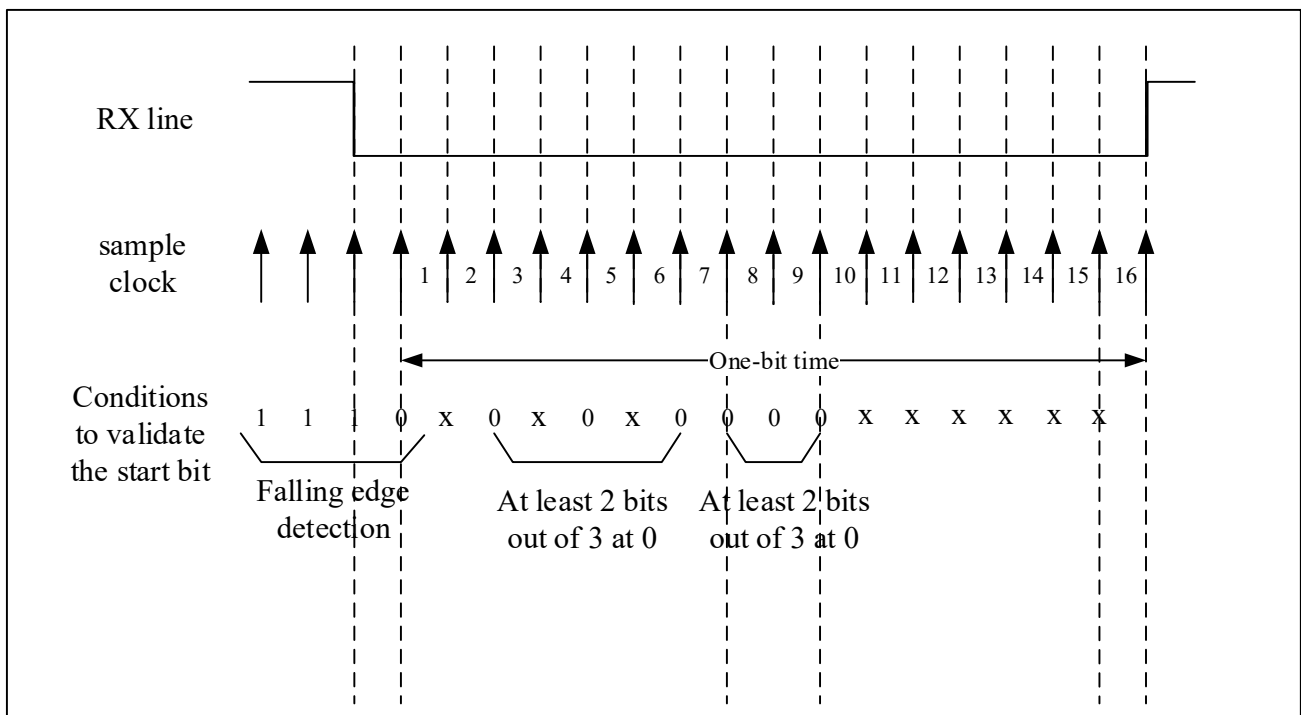 RX line
sample
clock
1 2 3 4 5 6 7 8 9 10 11 12 13 14 15 16
One-bit time
Conditions
to validate
the start bit
1 1 1 0 x 0 x 0 x 0 0 0 0 x x x x x x
Falling edge
detection
At least 2 bits
out of 3 at 0
At least 2 bits
out of 3 at 0